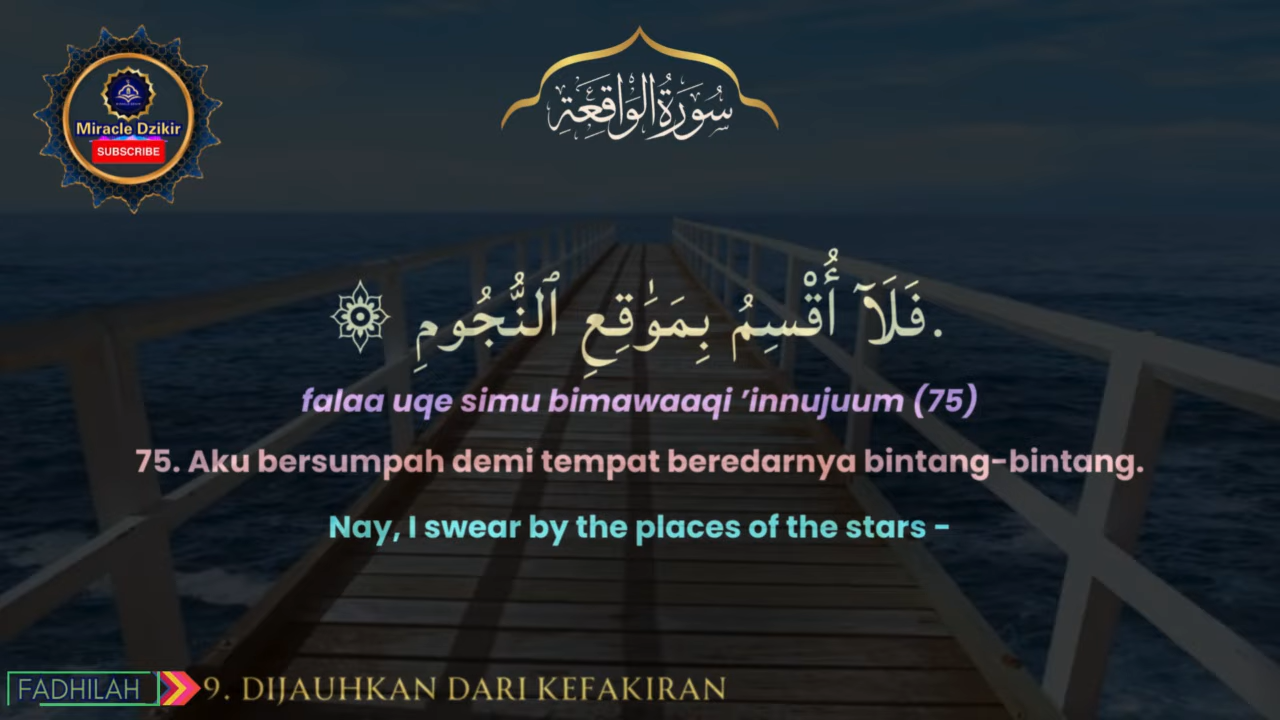 Miracle Dzikir
SUBSCRIBE
سُورَةُ الْوَاقِعَةِ
فَلَآ أُقْسِمُ بِمَوَٰقِعِ ٱلنُّجُومِ.
falaa uqe simu bimawaaqi ’innujuum (75)
75. Aku bersumpah demi tempat beredarnya bintang-bintang.
Nay, I swear by the places of the stars -
FADHILAH
9. DIJAUHKAN DARI KEFAKIRAN